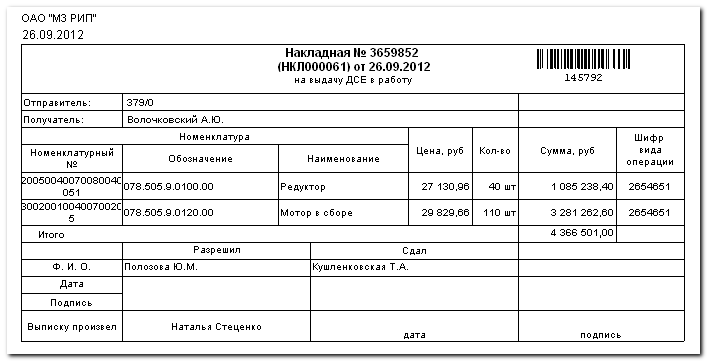 ОАО "МЗ РИП"
26.09.2012
Накладная № 3659852
(НКЛ000061) от 26.09.2012
на выдачу ДСЕ в работу
145792
Отправитель: 379/0
Получатель: Волочковский А.Ю.
Номенклатура Цена, руб Кол-во Сумма, руб Шифр вида операции
Номенклатурный № Обозначение Наименование
20050040070080040
051 078.505.9.0100.00 Редуктор 27 130,96 40 шт 1 085 238,40 2654651
30020010040070020
5 078.505.9.0120.00 Мотор в сборе 29 829,66 110 шт 3 281 262,60 2654651
Итого 4 366 501,00
Разрешил Сдал
Ф. И. О. Полозова Ю.М. Кушленковская Т.А.
Дата
Подпись
Выписку произвел Наталья Стеценко дата подпись